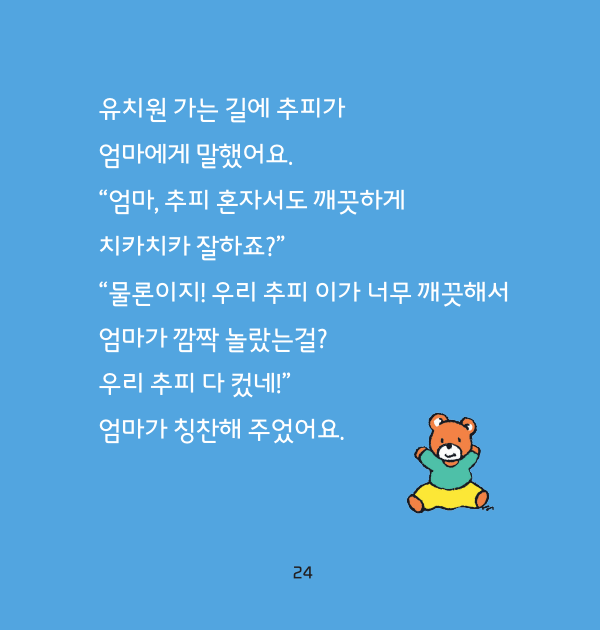 유치원 가는 길에 추피가
엄마에게 말했어요.
“엄마, 추피 혼자서도 깨끗하게
치카치카 잘하죠?”
“물론이지! 우리 추피 이가 너무 깨끗해서
엄마가 깜짝 놀랐는걸?
우리 추피 다 컸네!”
엄마가 칭찬해 주었어요.
24